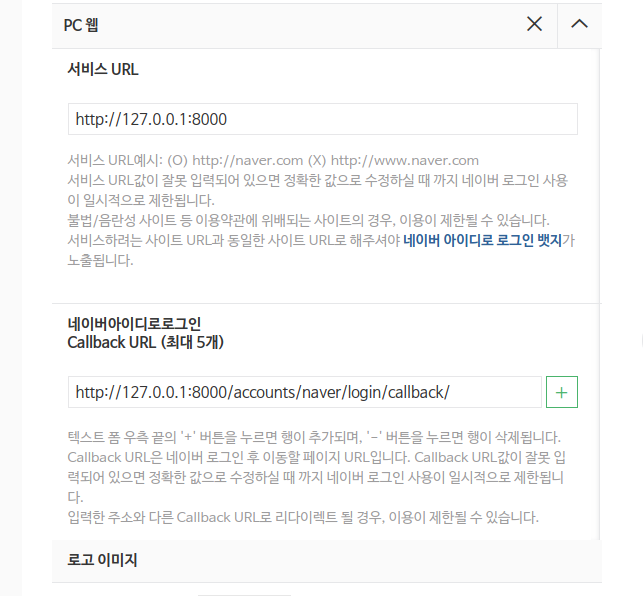 PC 웹
서비스 URL
http://127.0.0.1:8000
서비스 URL예시: (O) http://naver.com (X) http://www.naver.com
서비스 URL값이 잘못 입력되어 있으면 정확한 값으로 수정하실 때 까지 네이버 로그인 사용
이 일시적으로 제한됩니다.
불법/음란성 사이트 등 이용약관에 위배되는 사이트의 경우, 이용이 제한될 수 있습니다.
서비스하려는 사이트 URL과 동일한 사이트 URL로 해주셔야 네이버 아이디로 로그인 뱃지가
노출됩니다.
네이버아이디로로그인
Callback URL (최대 5개)
http://127.0.0.1:8000/accounts/naver/login/callback/
텍스트 폼 우측 끝의 '+' 버튼을 누르면 행이 추가되며, '-' 버튼을 누르면 행이 삭제됩니다.
Callback URL은 네이버 로그인 후 이동할 페이지 URL입니다. Callback URL값이 잘못 입
력되어 있으면 정확한 값으로 수정하실 때 까지 네이버 로그인 사용이 일시적으로 제한됩니
다.
입력한 주소와 다른 Callback URL로 리다이렉트 될 경우, 이용이 제한될 수 있습니다.
로고 이미지